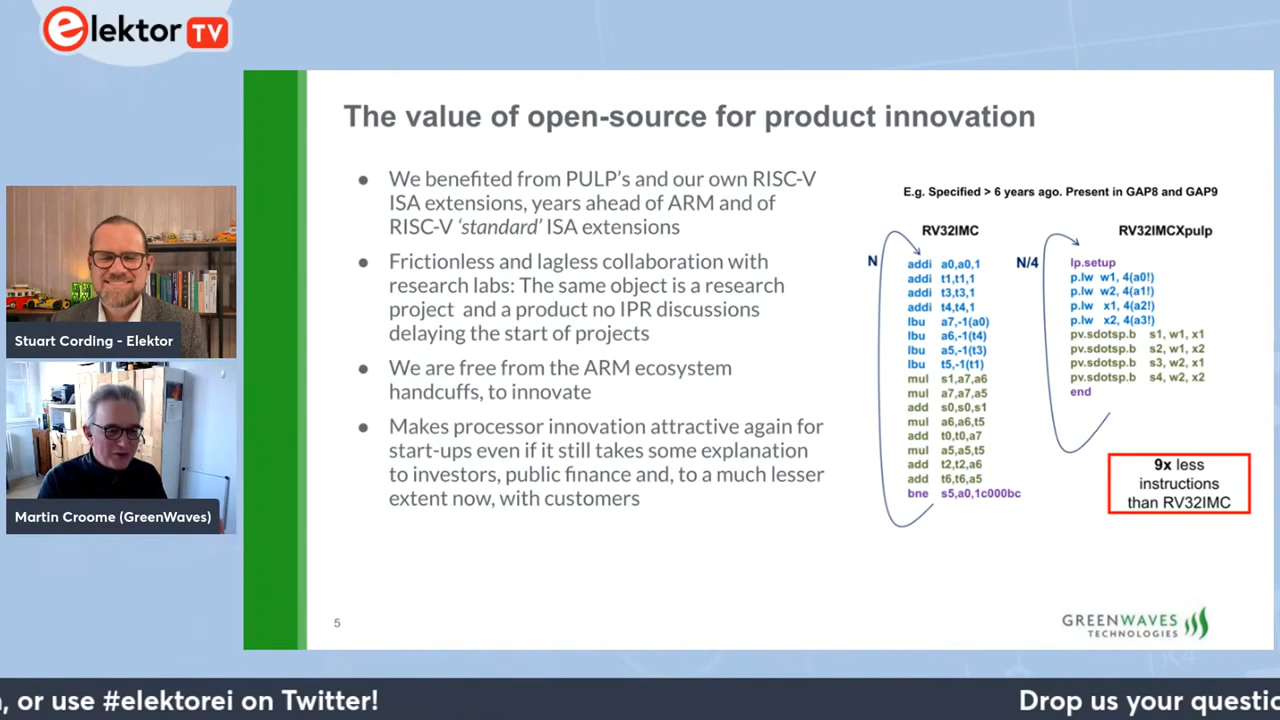 elektor TV
The value of open-source for product innovation
● We benefited from PULP's and our own RISC-V
ISA extensions, years ahead of ARM and of
RISC-V 'standard' ISA extensions
● Frictionless and lagless collaboration with
research labs: The same object is a research
project and a product no IPR discussions
delaying the start of projects
● We are free from the ARM ecosystem
handcuffs, to innovate
● Makes processor innovation attractive again for
start-ups even if it still takes some explanation
to investors, public finance and, to a much lesser
extent now, with customers
E.g. Specified > 6 years ago. Present in GAP8 and GAP9
RV32IMC
N
addi a0,a0,1
addi t1,t1,1
addi t3,t3,1
addi t4,t4,1
lbu a7,-1(a0)
lbu a6,-1(t4)
lbu a5,-1(t3)
lbu t5,-1(t1)
mul s1,a7,a6
mul a7,a7,a5
add s0,s0,s1
mul a6,a6,t5
add t0,t0,a7
mul a5,a5,t5
add t2,t2,a6
add t6,t6,a5
bne s5,a0,1c000bc
RV32IMCXpulp
N/4
lp.setup
p.lw w1, 4(a0!)
p.lw w2, 4(a1!)
p.lw x1, 4(a2!)
p.lw x2, 4(a3!)
pv.sdotsp.b s1, w1, x1
pv.sdotsp.b s2, w1, x2
pv.sdotsp.b s3, w2, x1
pv.sdotsp.b s4, w2, x2
end
9x less
instructions
than RV32IMC
Stuart Cording - Elektor
Martin Croome (GreenWaves)
5
GREENWAVES
TECHNOLOGIES
, or use #elektorei on Twitter!
Drop us your questio